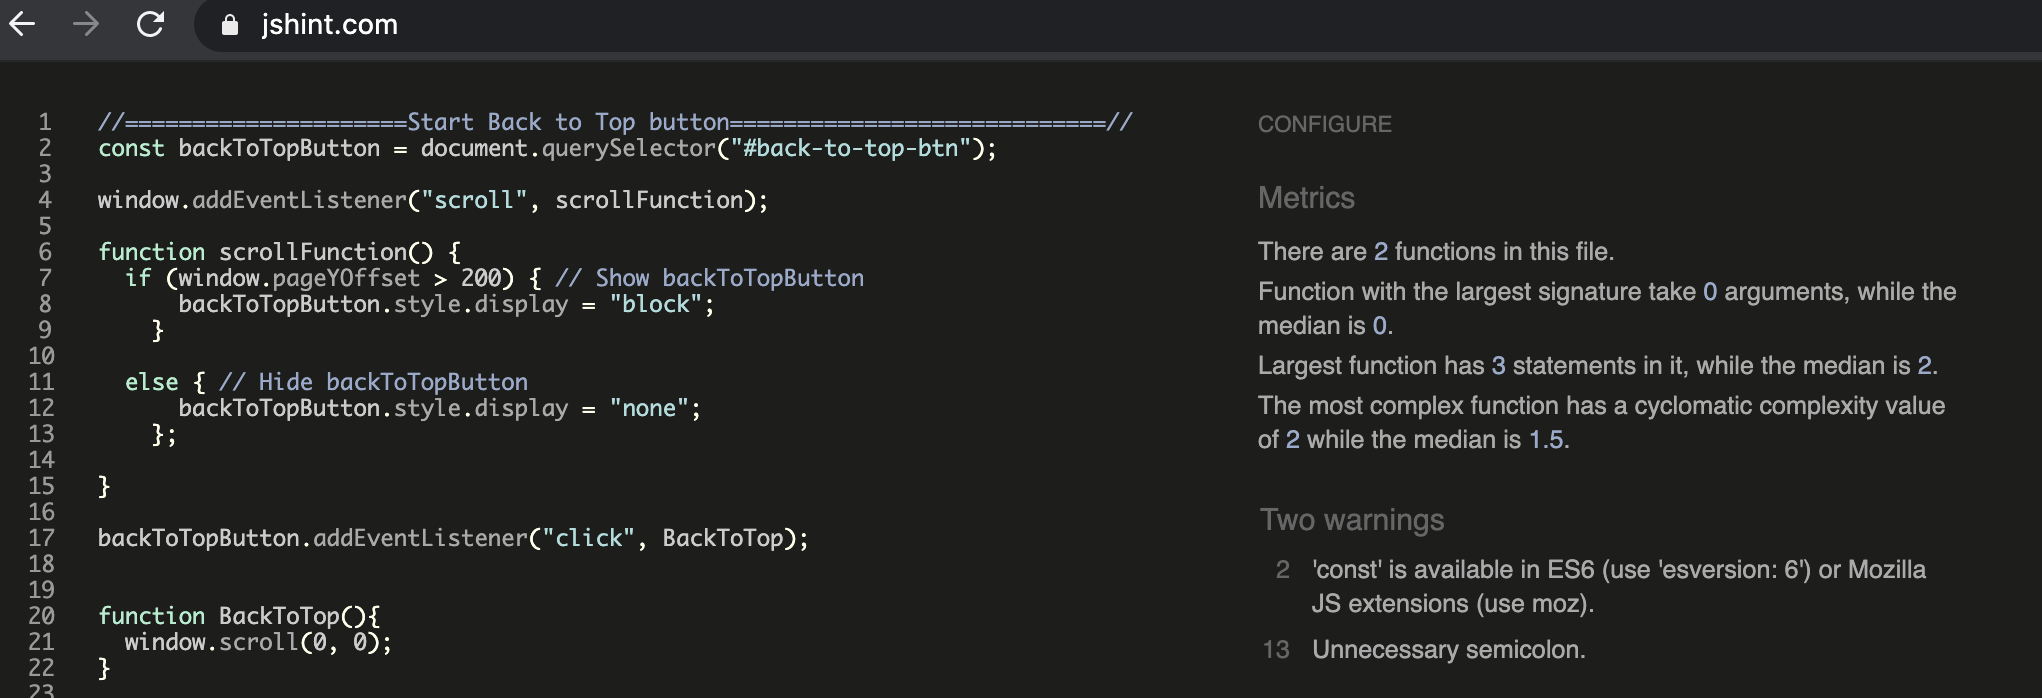 jshint.com
1 //=====================Start Back to Top button============================//
2 const backToTopButton = document.querySelector("#back-to-top-btn");
3
4 window.addEventListener("scroll", scrollFunction);
5
6 function scrollFunction() {
7 if (window.pageYOffset > 200) { // Show backToTopButton
8 backToTopButton.style.display = "block";
9 }
10
11 else { // Hide backToTopButton
12 backToTopButton.style.display = "none";
13 };
14
15 }
16
17 backToTopButton.addEventListener("click", BackToTop);
18
19
20 function BackToTop(){
21 window.scroll(0, 0);
22 }
23
CONFIGURE
Metrics
There are 2 functions in this file.
Function with the largest signature take 0 arguments, while the
median is 0.
Largest function has 3 statements in it, while the median is 2.
The most complex function has a cyclomatic complexity value
of 2 while the median is 1.5.
Two warnings
2 'const' is available in ES6 (use 'esversion: 6') or Mozilla
JS extensions (use moz).
13 Unnecessary semicolon.